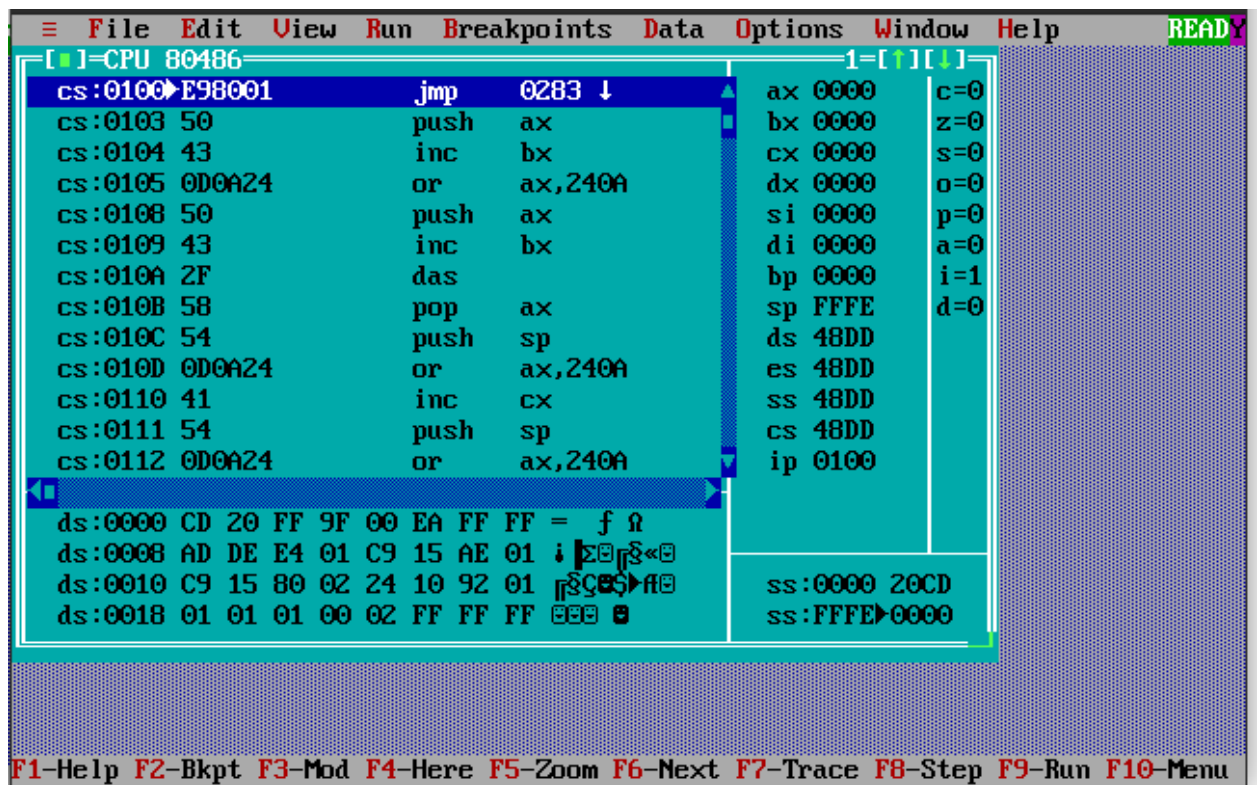 ≡ File Edit View Run Breakpoints Data Options Window Help READY
[■]=CPU 80486 1=[↑][↓]
cs:0100►E98001 jmp 0283 ↓ ax 0000 c=0
cs:0103 50 push ax bx 0000 z=0
cs:0104 43 inc bx cx 0000 s=0
cs:0105 0D0A24 or ax,240A dx 0000 o=0
cs:0108 50 push ax si 0000 p=0
cs:0109 43 inc bx di 0000 a=0
cs:010A 2F das bp 0000 i=1
cs:010B 58 pop ax sp FFFE d=0
cs:010C 54 push sp ds 48DD
cs:010D 0D0A24 or ax,240A es 48DD
cs:0110 41 inc cx ss 48DD
cs:0111 54 push sp cs 48DD
cs:0112 0D0A24 or ax,240A ip 0100
ds:0000 CD 20 FF 9F 00 EA FF FF = ƒ Ω
ds:0008 AD DE E4 01 C9 15 AE 01 ¡▐Σ☺╔§«☺
ds:0010 C9 15 80 02 24 10 92 01 ╔§Ç☻$►Æ☺ ss:0000 20CD
ds:0018 01 01 01 00 02 FF FF FF ☺☺☺ ☻ ss:FFFE►0000
F1-Help F2-Bkpt F3-Mod F4-Here F5-Zoom F6-Next F7-Trace F8-Step F9-Run F10-Menu